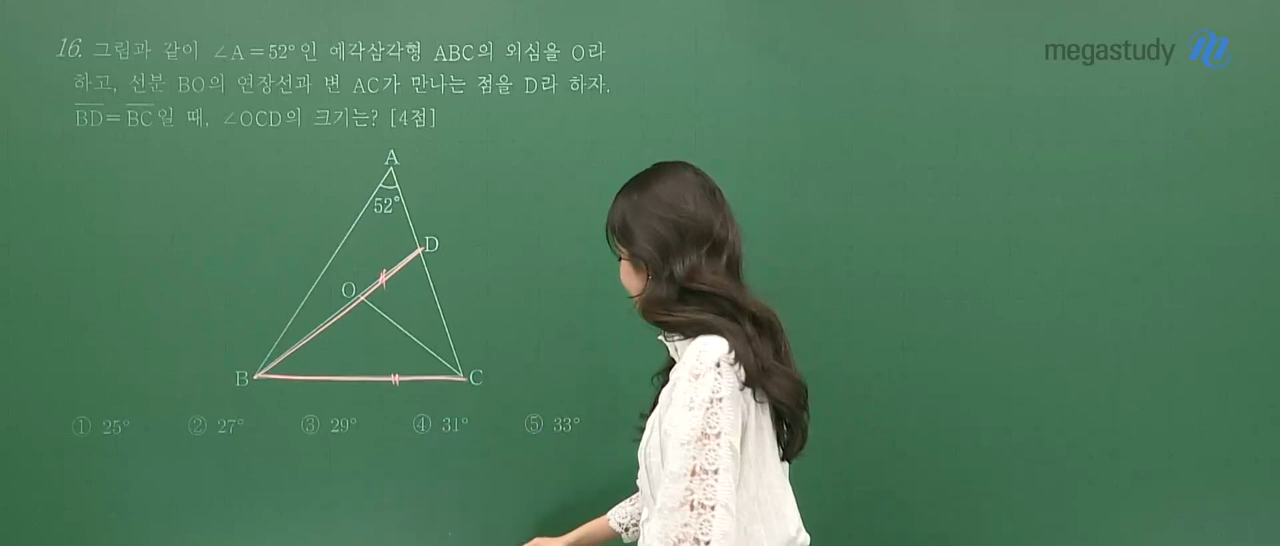 16. 그림과 같이 ∠A=52°인 예각삼각형 ABC의 외심을 O라
megastudy
하고, 선분 BO의 연장선과 변 AC가 만나는 점을 D라 하자.
BD=BC일 때, ∠OCD의 크기는? [4점]
A
52°
D
O
B
C
① 25° ② 27° ③ 29° ④ 31° ⑤ 33°